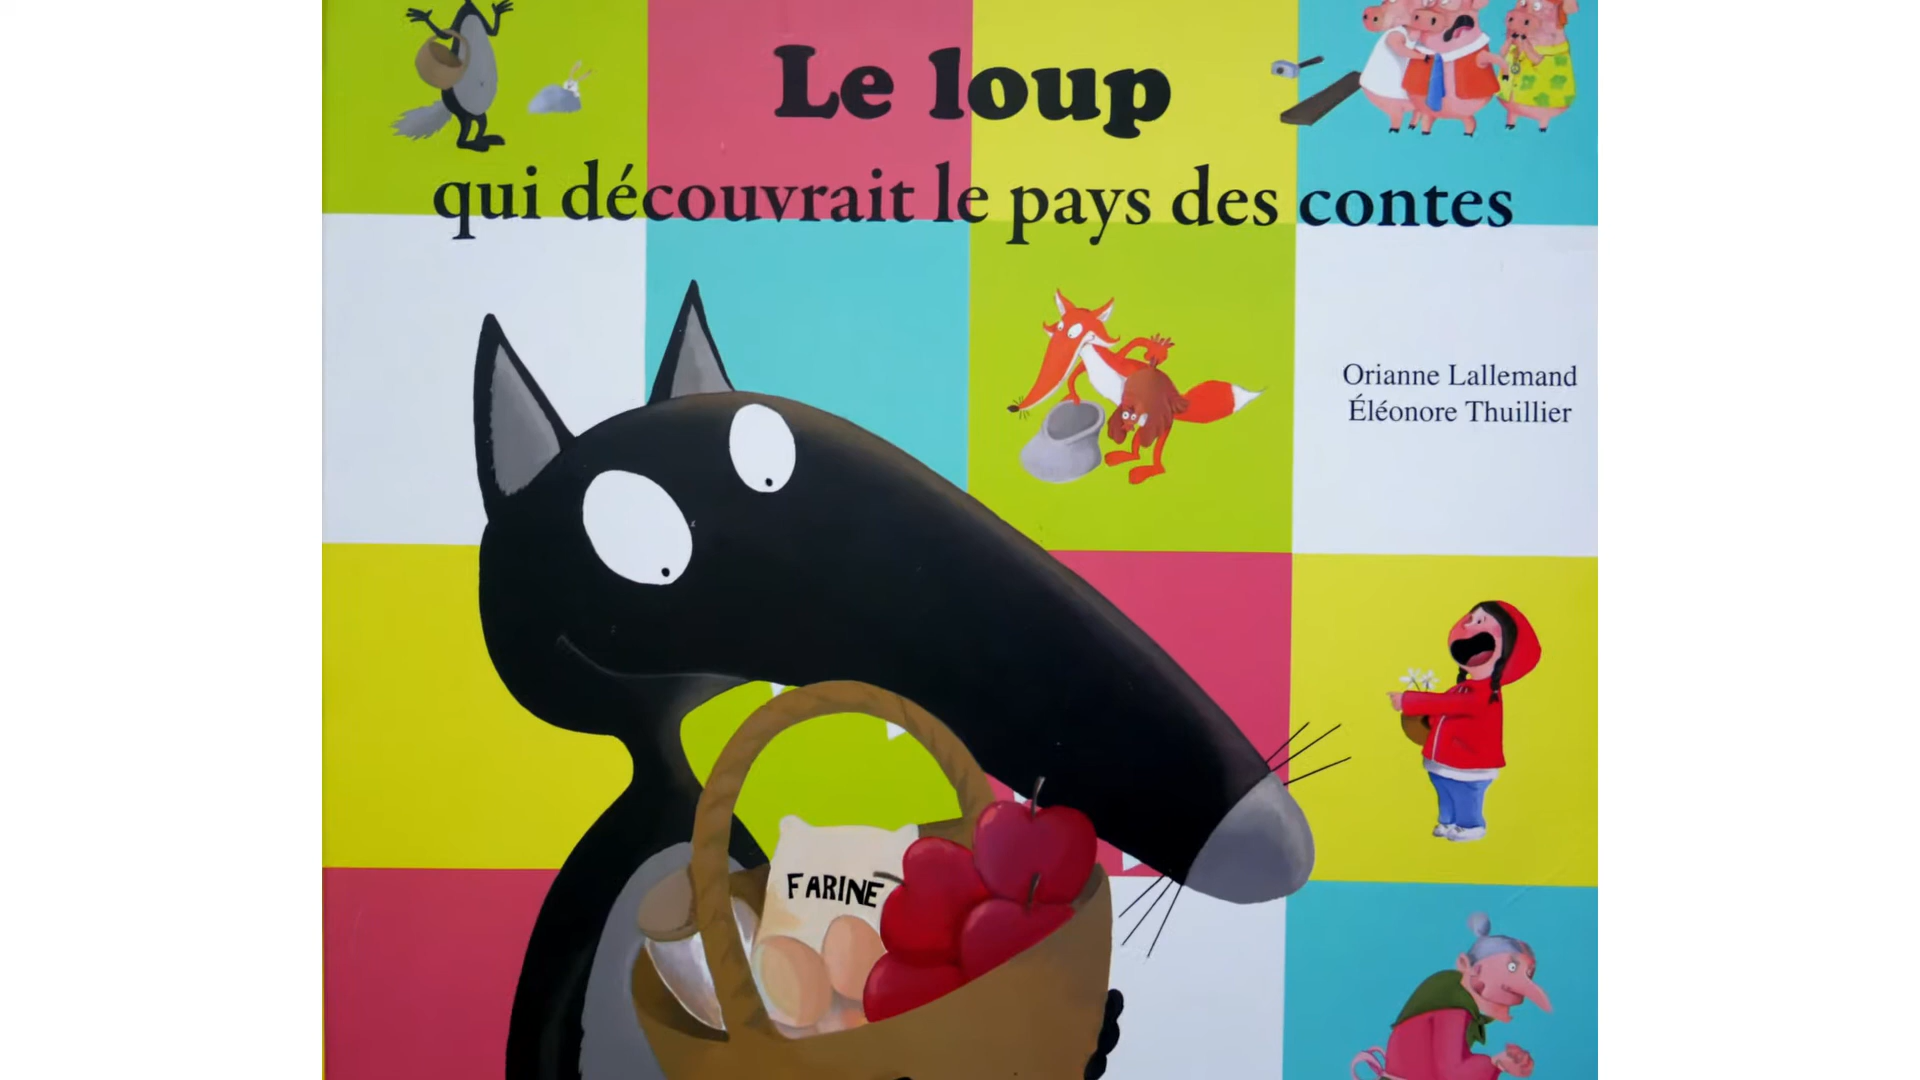 Le loup
qui découvrait le pays des contes
Orianne Lallemand
Éléonore Thuillier
FARINE